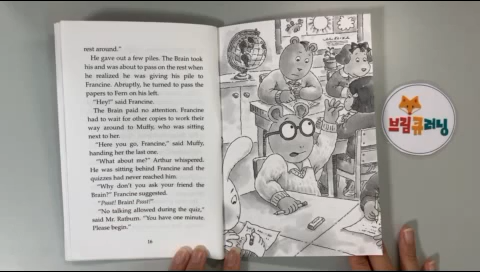 rest around."
He gave out a few piles. The Brain took
his and was about to pass on the rest when
he realized he was giving his pile to
Francine. Abruptly, he turned to pass the
papers to Fern on his left.
"Hey!" said Francine.
The Brain paid no attention. Francine
had to wait for other copies to work their
way around to Muffy, who was sitting
next to her.
"Here you go, Francine," said Muffy,
handing her the last one.
"What about me?" Arthur whispered.
He was sitting behind Francine and the
quizzes had never reached him.
"Why don't you ask your friend the
Brain?" Francine suggested.
"Pssst! Brain! Pssst!"
"No talking allowed during the quiz,"
said Mr. Ratburn. "You have one minute.
Please begin."
16
브림큐
러닝